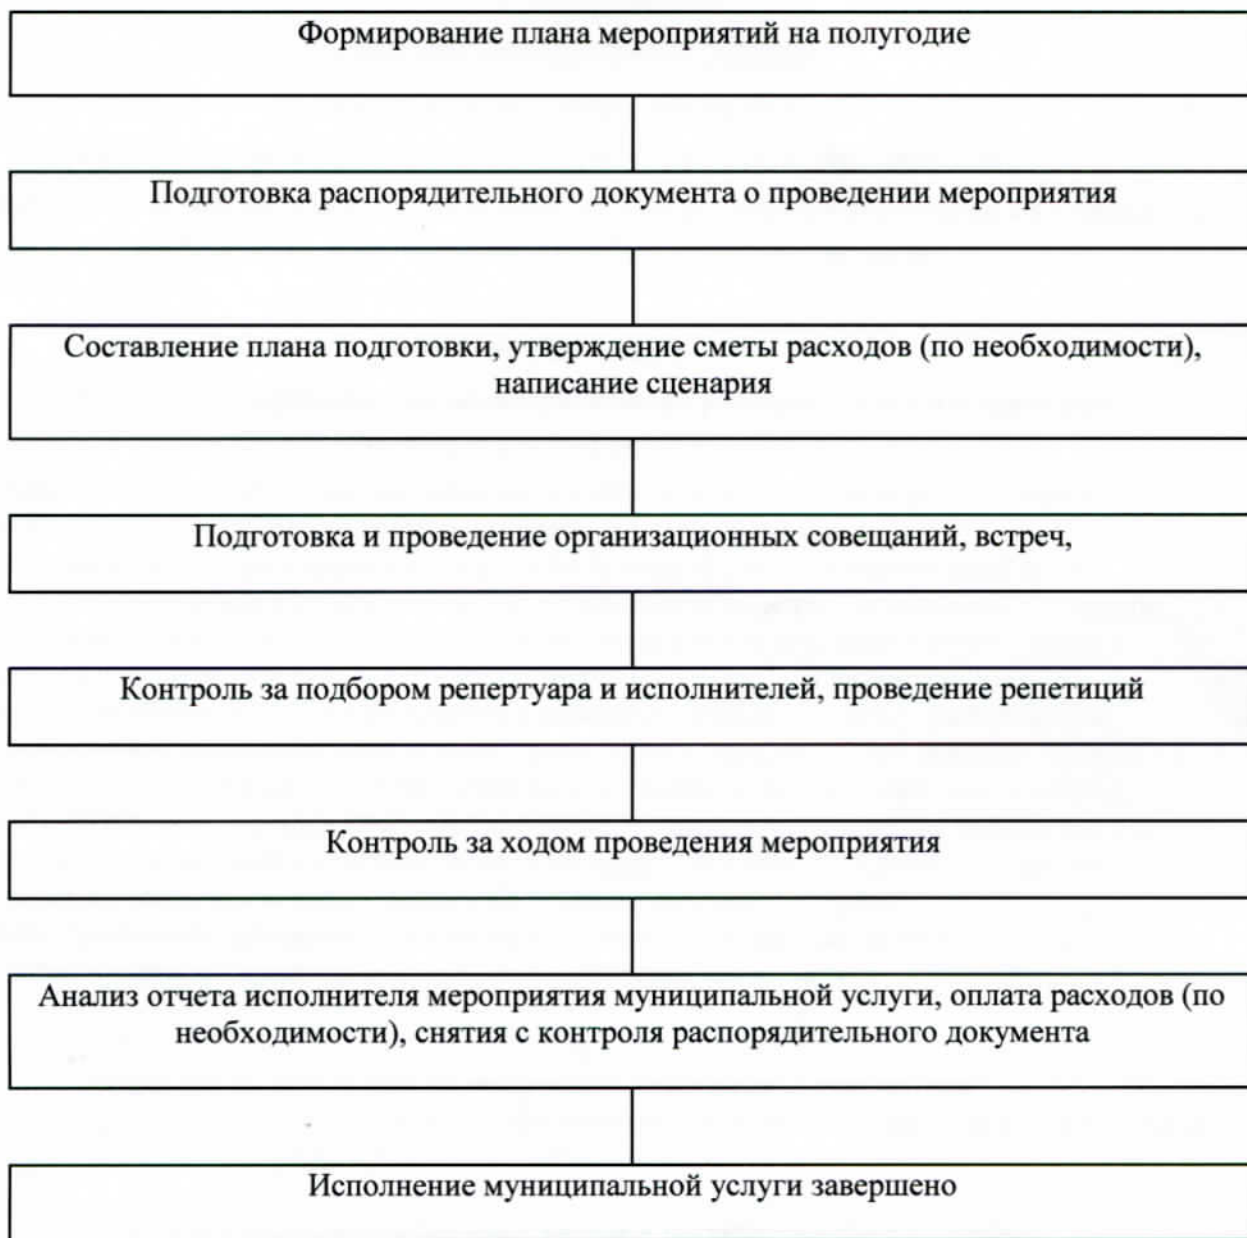 Формирование плана мероприятий на полугодие
Подготовка распорядительного документа о проведении мероприятия
Составление плана подготовки, утверждение сметы расходов (по необходимости),
написание сценария
Подготовка и проведение организационных совещаний, встреч,
Контроль за подбором репертуара и исполнителей, проведение репетиций
Контроль за ходом проведения мероприятия
Анализ отчета исполнителя мероприятия муниципальной услуги, оплата расходов (по
необходимости), снятия с контроля распорядительного документа
Исполнение муниципальной услуги завершено